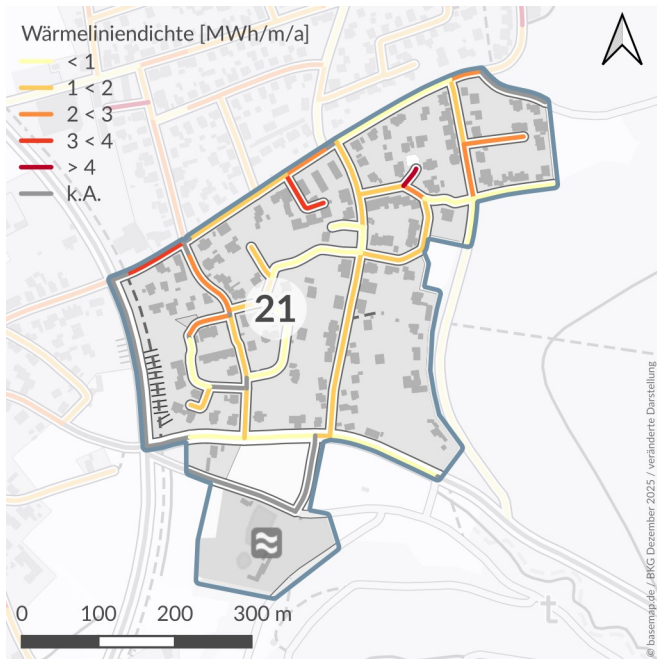 Wärmeliniendichte [MWh/m/a]
< 1
1 < 2
2 < 3
3 < 4
> 4
k.A.
21
0 100 200 300 m
© basemap.de / BKG Dezember 2025 / veränderte Darstellung